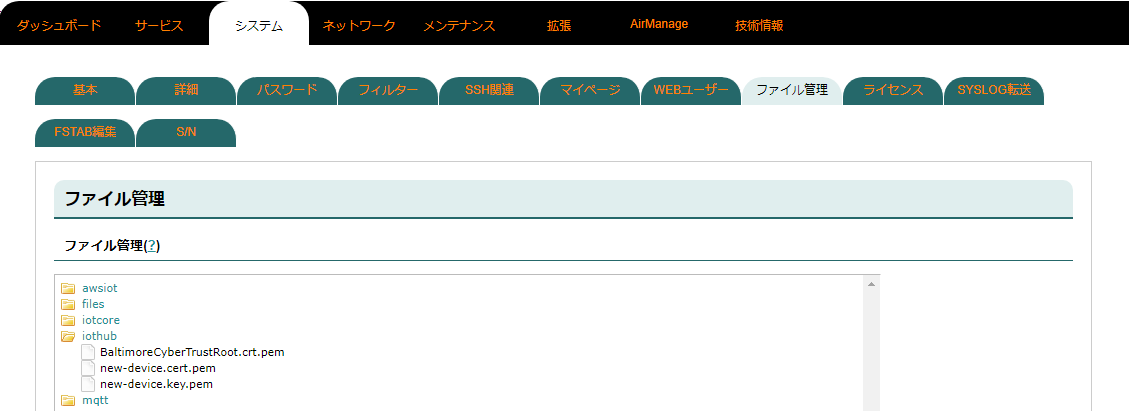 ダッシュボード サービス システム ネットワーク メンテナンス 拡張 AirManage 技術情報
基本 詳細 パスワード フィルター SSH関連 マイページ WEBユーザー ファイル管理 ライセンス SYSLOG転送
FSTAB編集 S/N
ファイル管理
ファイル管理(?)
awsiot
files
iotcore
iothub
BaltimoreCyberTrustRoot.crt.pem
new-device.cert.pem
new-device.key.pem
mqtt